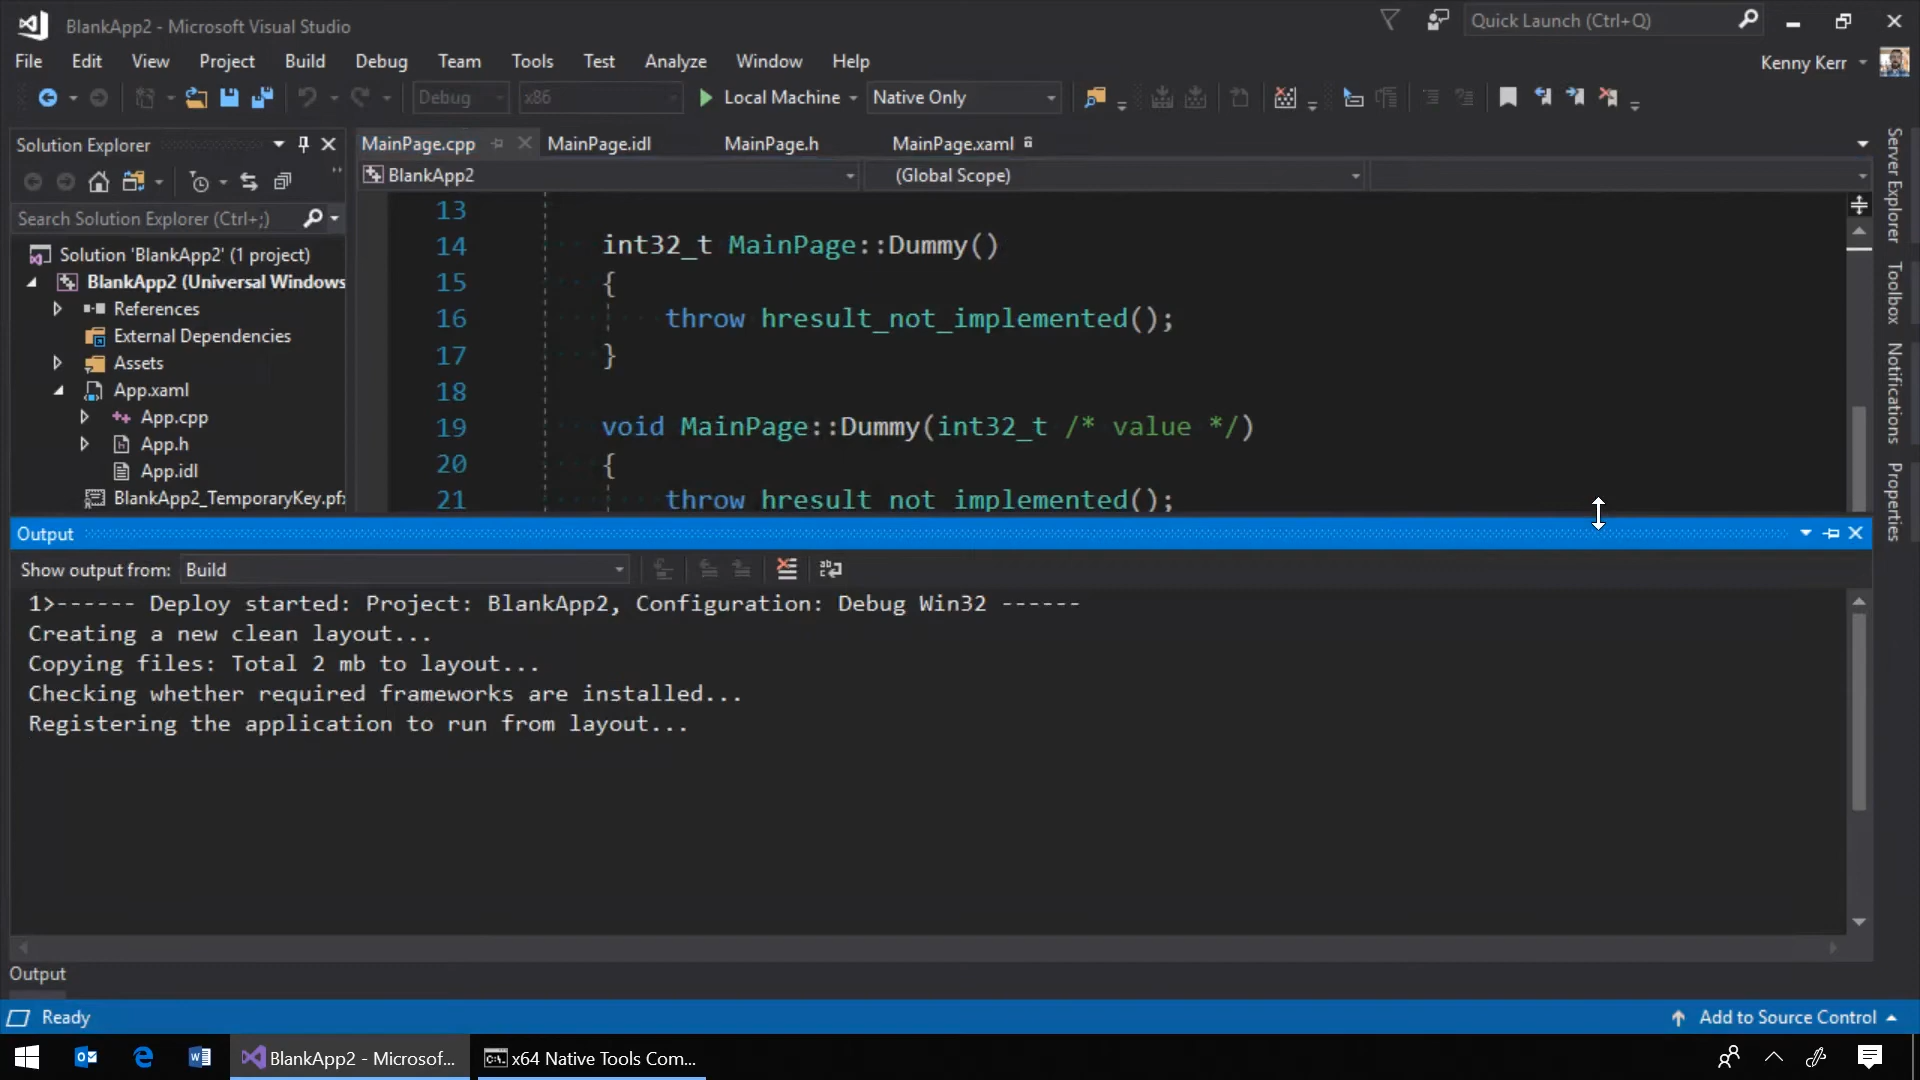 BlankApp2 - Microsoft Visual Studio
Quick Launch (Ctrl+Q)
File Edit View Project Build Debug Team Tools Test Analyze Window Help
Kenny Kerr
Debug x86 Local Machine Native Only
Solution Explorer
MainPage.cpp MainPage.idl MainPage.h MainPage.xaml
BlankApp2 (Global Scope)
Search Solution Explorer (Ctrl+;)
Solution 'BlankApp2' (1 project)
BlankApp2 (Universal Windows
References
External Dependencies
Assets
App.xaml
App.cpp
App.h
App.idl
BlankApp2_TemporaryKey.pf
13
14 int32_t MainPage::Dummy()
15 {
16 throw hresult_not_implemented();
17 }
18
19 void MainPage::Dummy(int32_t /* value */)
20 {
21 throw hresult_not_implemented();
Server Explorer
Toolbox
Notifications
Properties
Output
Show output from: Build
1>------ Deploy started: Project: BlankApp2, Configuration: Debug Win32 ------
Creating a new clean layout...
Copying files: Total 2 mb to layout...
Checking whether required frameworks are installed...
Registering the application to run from layout...
Output
Ready
Add to Source Control
BlankApp2 - Microsof...
x64 Native Tools Com...